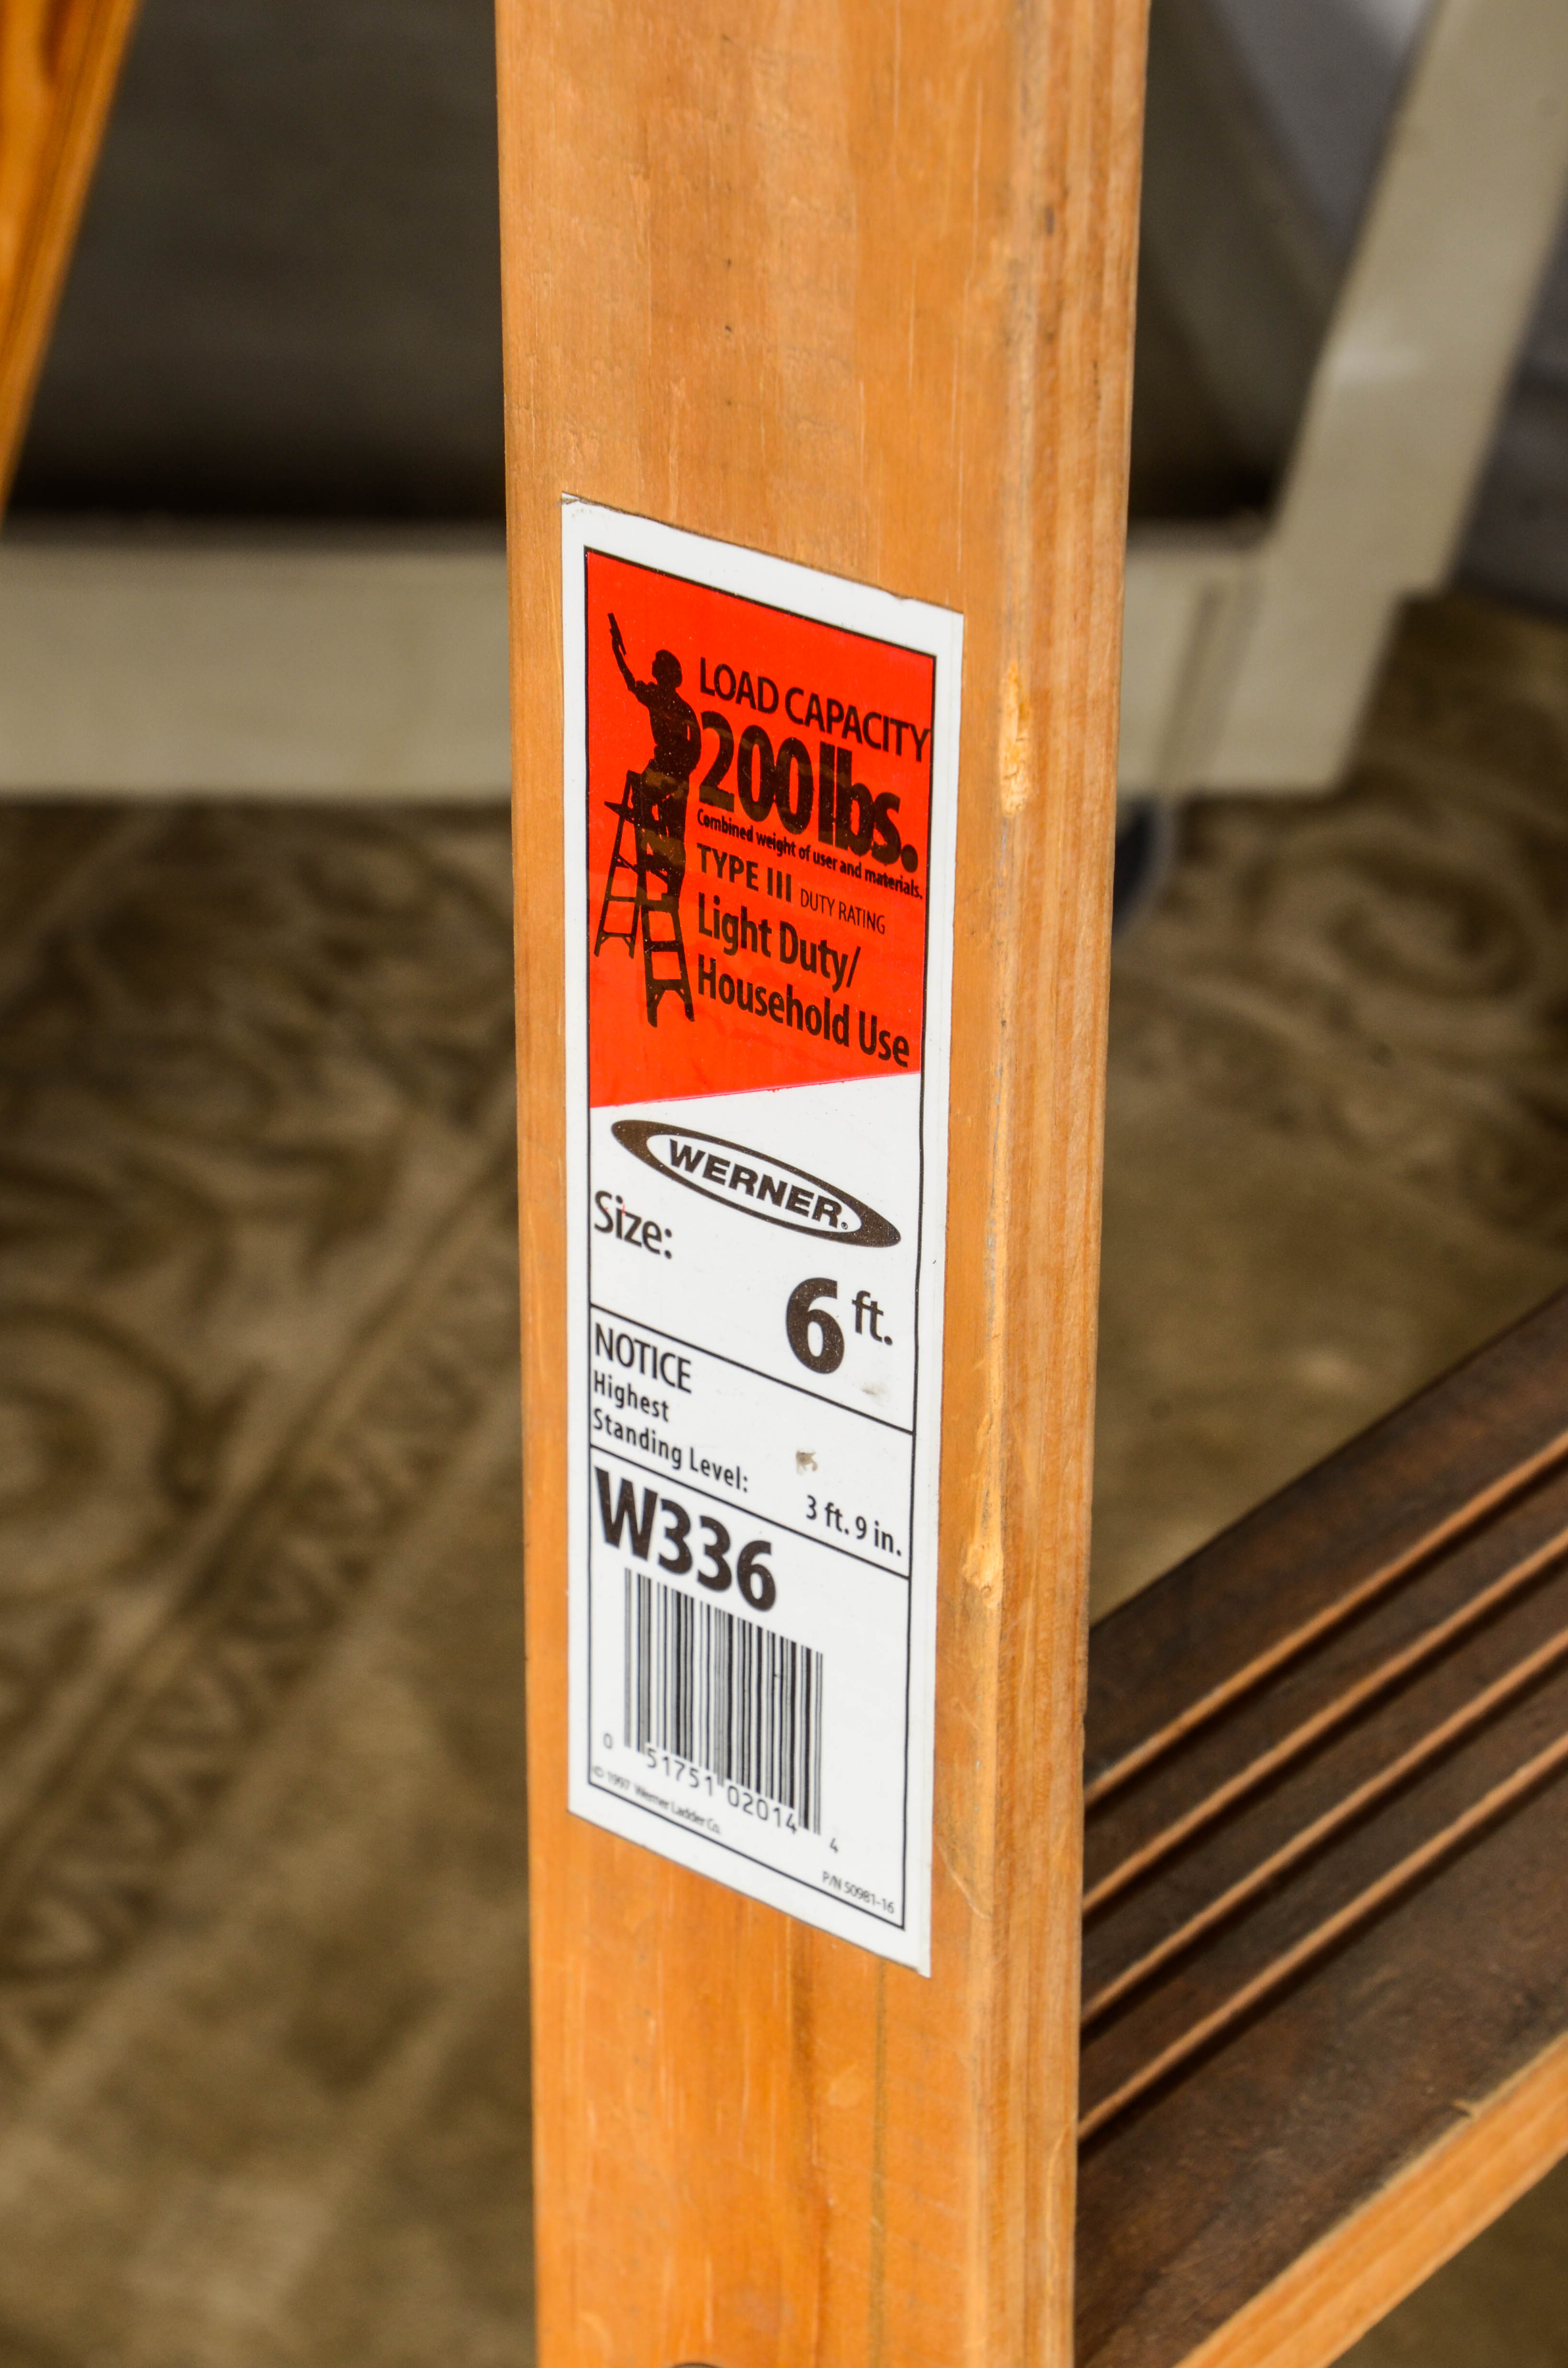 LOAD CAPACITY
200 lbs.
Combined weight of user and materials.
TYPE III DUTY RATING
Light Duty/
Household Use
WERNER®
Size:
6 ft.
NOTICE
Highest
Standing Level:
3 ft. 9 in.
W336
0 51751 02014 4
© 1997 Werner Ladder Co.
P/N 50981-16